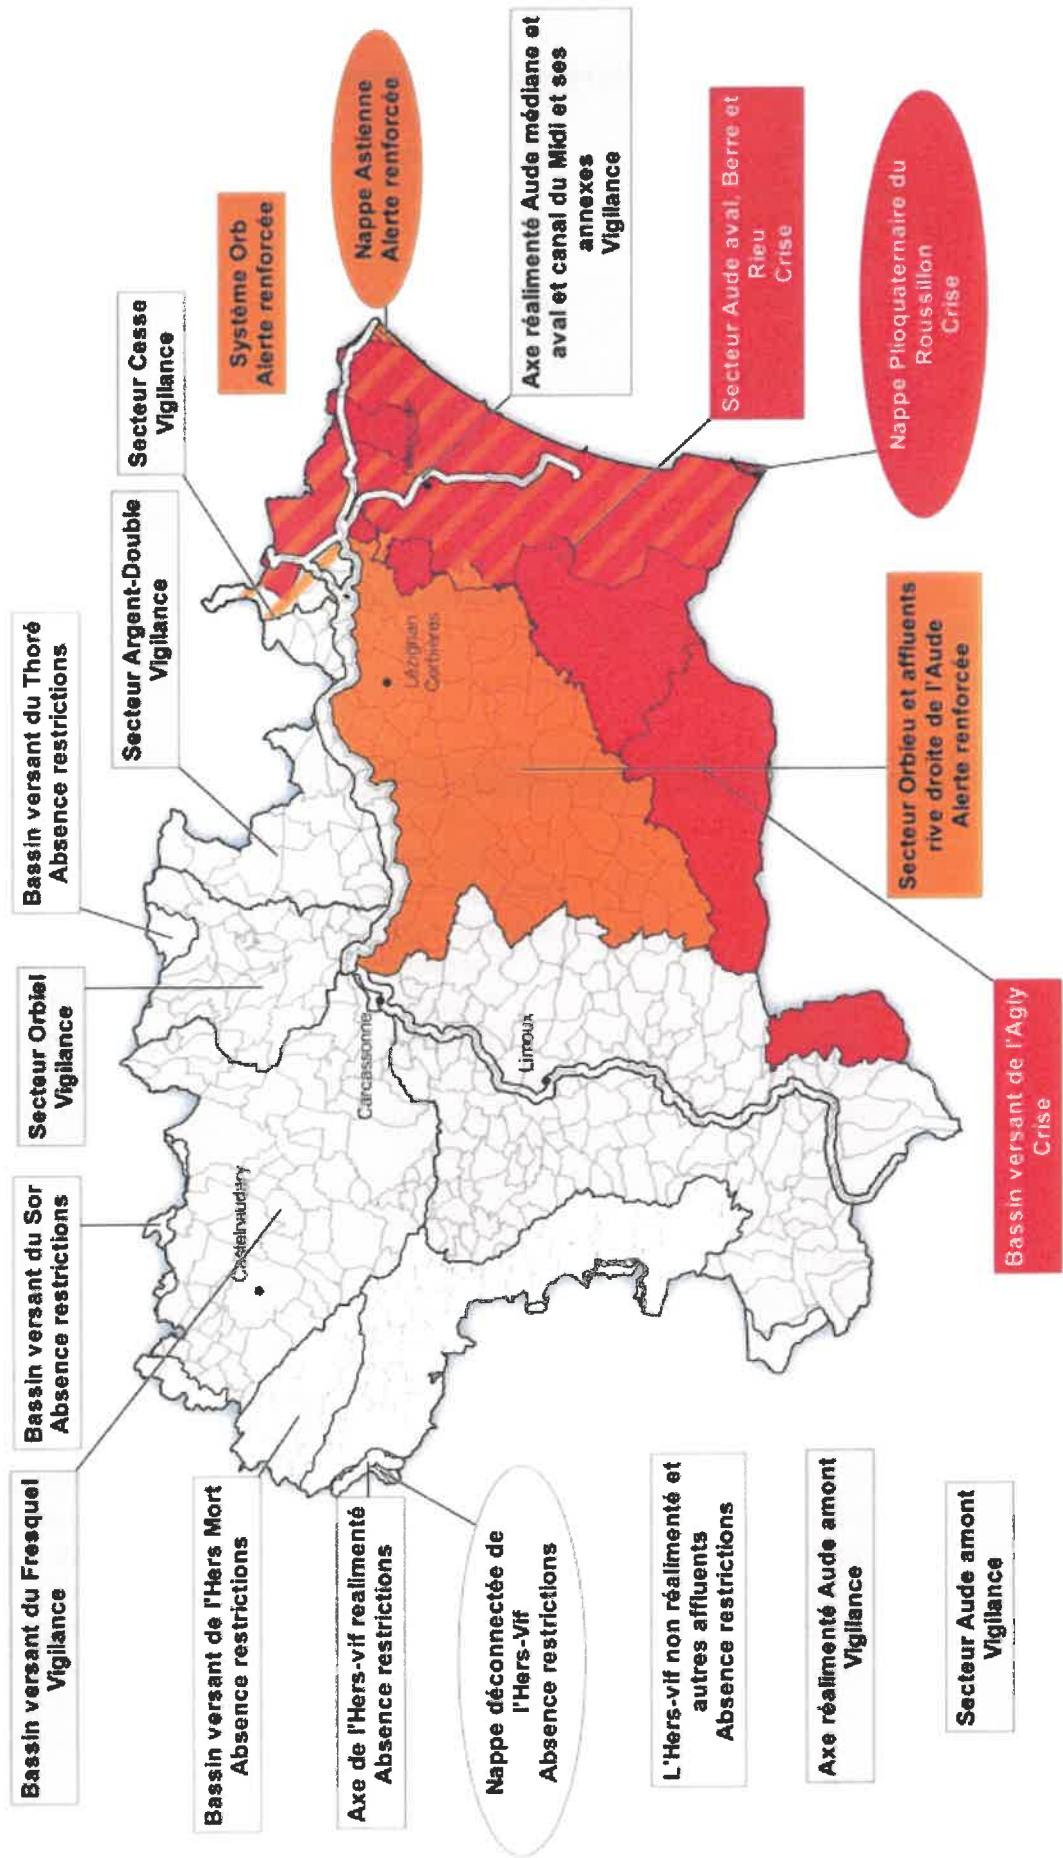 Bassin versant du Fresquel
Vigilance
Bassin versant du Sor
Absence restrictions
Secteur Orbiel
Vigilance
Bassin versant du Thoré
Absence restrictions
Secteur Argent-Double
Vigilance
Secteur Cesse
Vigilance
Système Orb
Alerte renforcée
Nappe Astienne
Alerte renforcée
Axe réalimenté Aude médiane et
aval et canal du Midi et ses
annexes
Vigilance
Secteur Aude aval, Berre et
Rieu
Crise
Nappe Plioquaternaire du
Roussillon
Crise
Secteur Orbieu et affluents
rive droite de l'Aude
Alerte renforcée
Bassin versant de l'Agly
Crise
Bassin versant de l'Hers Mort
Absence restrictions
Axe de l'Hers-vif realimenté
Absence restrictions
Nappe déconnectée de
l'Hers-Vif
Absence restrictions
L'Hers-vif non réalimenté et
autres affluents
Absence restrictions
Axe réalimenté Aude amont
Vigilance
Secteur Aude amont
Vigilance
Castelnaudary
Carcassonne
Limoux
Lézignan
Corbières